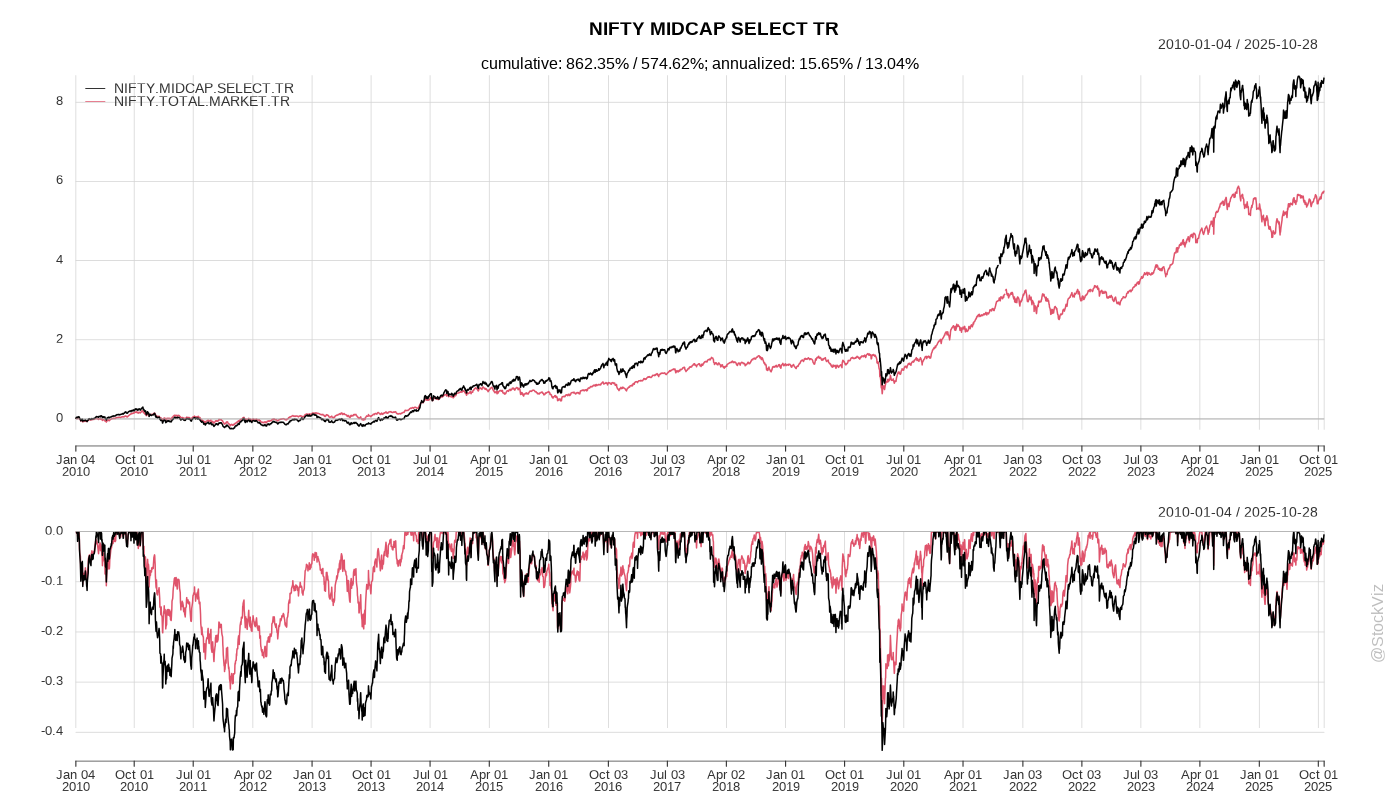 NIFTY MIDCAP SELECT TR
2010-01-04 / 2025-10-28
cumulative: 862.35% / 574.62%; annualized: 15.65% / 13.04%
NIFTY.MIDCAP.SELECT.TR
NIFTY.TOTAL.MARKET.TR
8
6
4
2
0
Jan 04 Oct 01 Jul 01 Apr 02 Jan 01 Oct 01 Jul 01 Apr 01 Jan 01 Oct 03 Jul 03 Apr 02 Jan 01 Oct 01 Jul 01 Apr 01 Jan 03 Oct 03 Jul 03 Apr 01 Jan 01 Oct 01
2010 2010 2011 2012 2013 2013 2014 2015 2016 2016 2017 2018 2019 2019 2020 2021 2022 2022 2023 2024 2025 2025
2010-01-04 / 2025-10-28
0.0
-0.1
-0.2
-0.3
-0.4
Jan 04 Oct 01 Jul 01 Apr 02 Jan 01 Oct 01 Jul 01 Apr 01 Jan 01 Oct 03 Jul 03 Apr 02 Jan 01 Oct 01 Jul 01 Apr 01 Jan 03 Oct 03 Jul 03 Apr 01 Jan 01 Oct 01
2010 2010 2011 2012 2013 2013 2014 2015 2016 2016 2017 2018 2019 2019 2020 2021 2022 2022 2023 2024 2025 2025
@StockViz